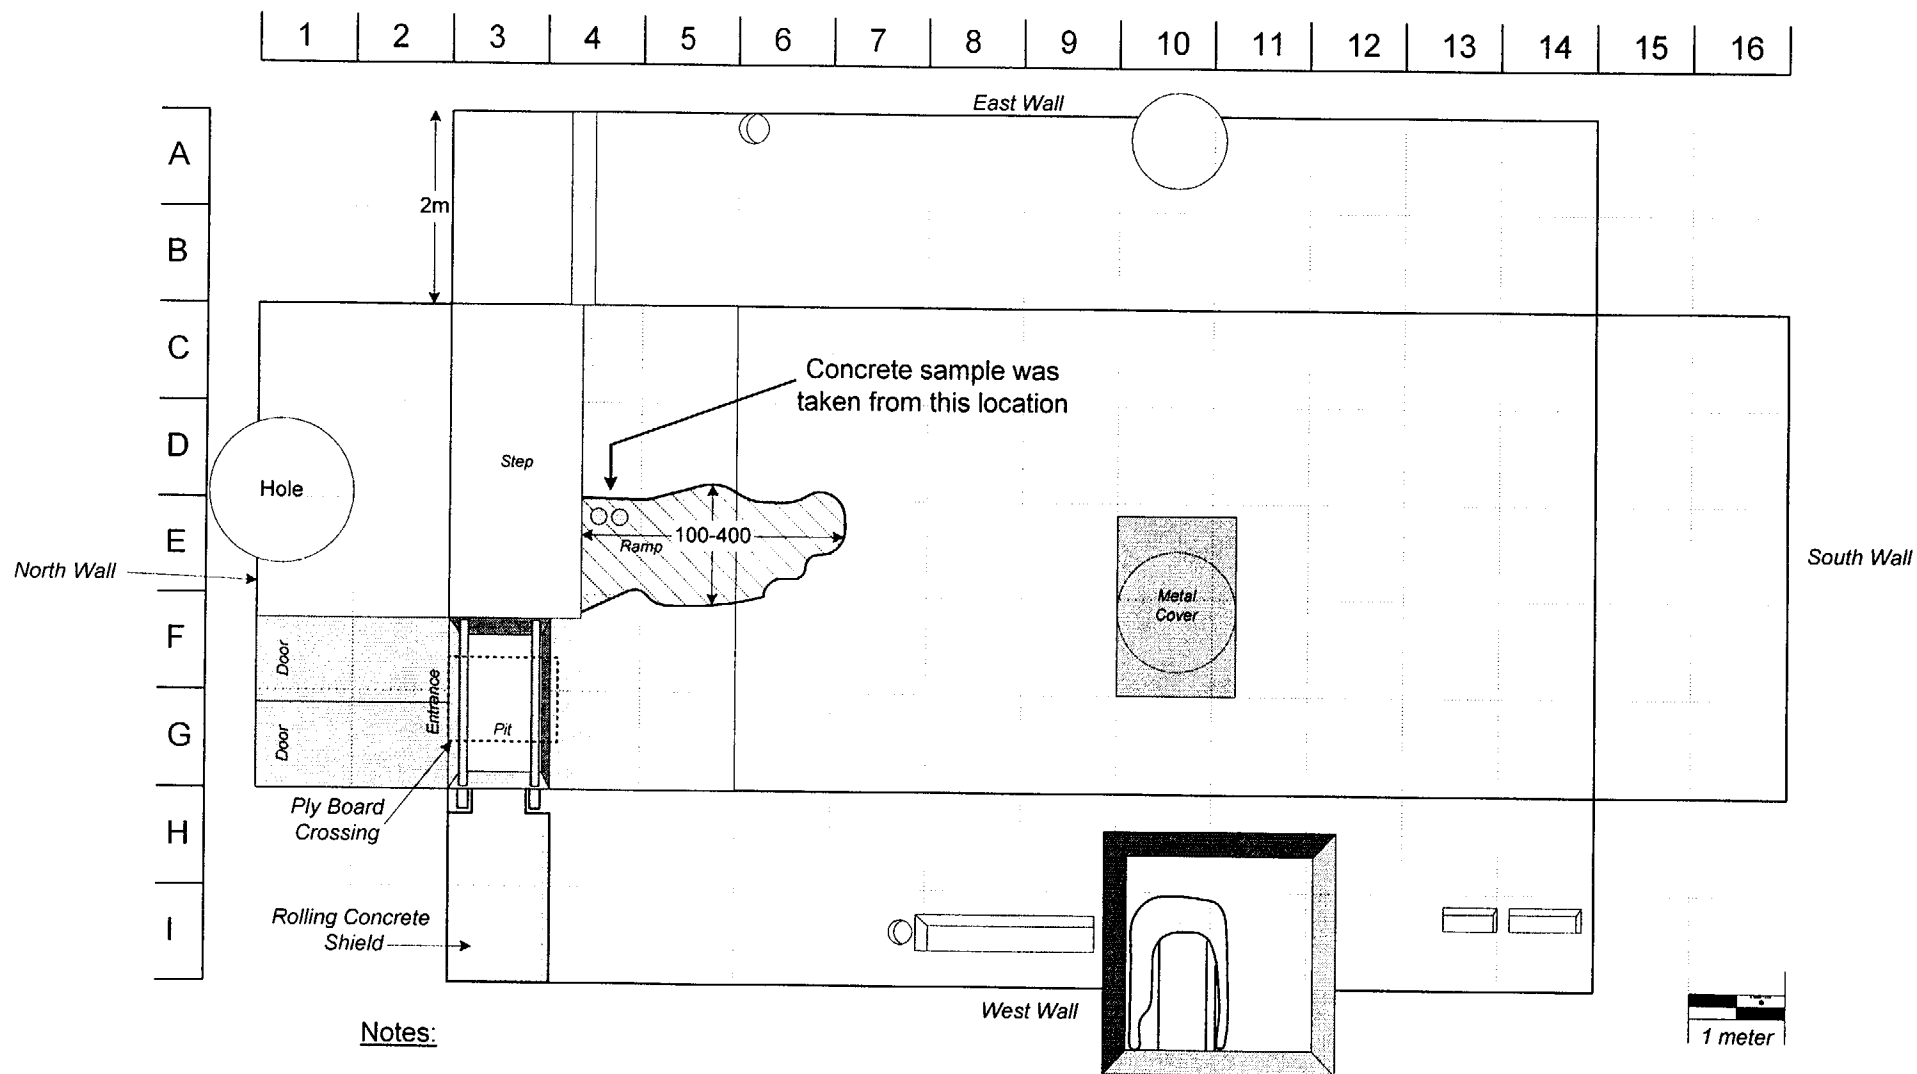 1 2 3 4 5 6 7 8 9 10 11 12 13 14 15 16
East Wall
A
2m
B
C
Concrete sample was
taken from this location
D
Step
Hole
E
100-400
Ramp
North Wall
South Wall
Metal
Cover
F
Door
Entrance
G
Door
Pit
Ply Board
Crossing
H
Rolling Concrete
Shield
I
West Wall
Notes:
1 meter